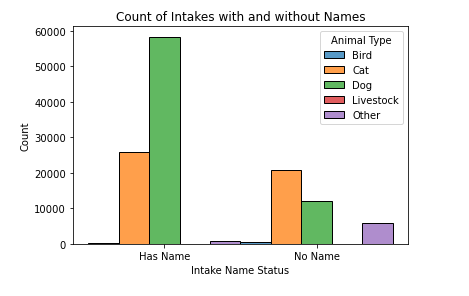 Count of Intakes with and without Names
Animal Type
Bird
Cat
Dog
Livestock
Other
60000
50000
40000
30000
20000
10000
0
Count
Has Name
No Name
Intake Name Status